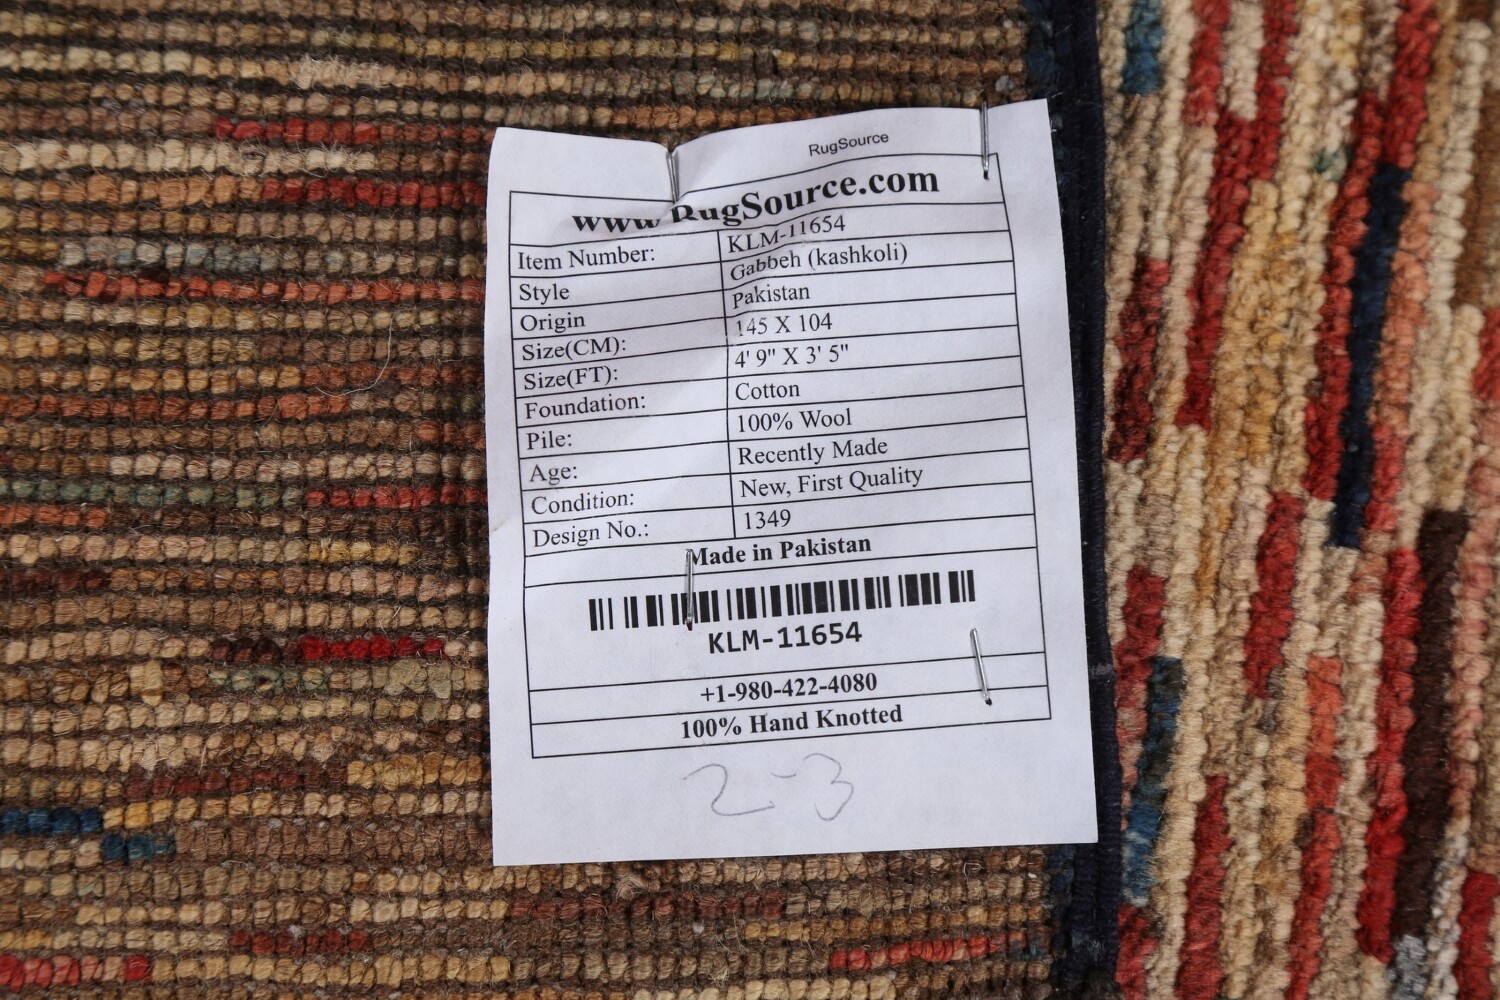 RugSource
www RugSource.com
Item Number: KLM-11654
Style Gabbeh (kashkoli)
Origin Pakistan
Size(CM): 145 X 104
Size(FT): 4' 9" X 3' 5"
Foundation: Cotton
Pile: 100% Wool
Age: Recently Made
Condition: New, First Quality
Design No.: 1349
Made in Pakistan
KLM-11654
+1-980-422-4080
100% Hand Knotted
2-3